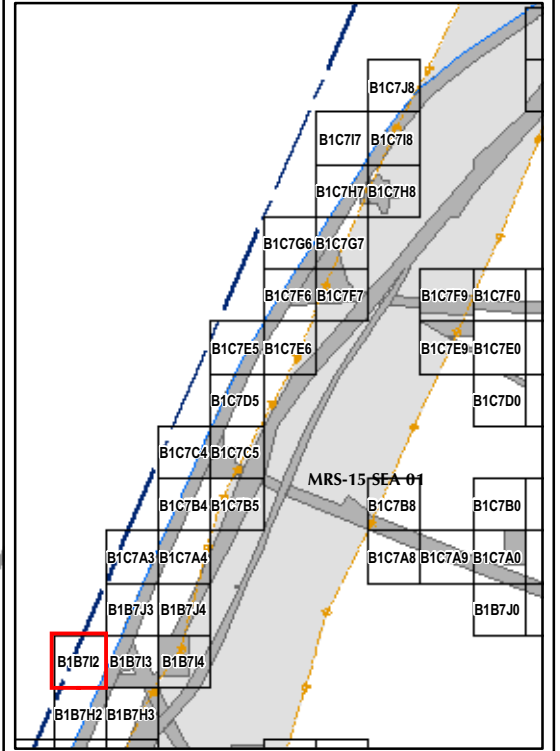 B1C7J8
B1C7I7 B1C7I8
B1C7H7 B1C7H8
B1C7G6 B1C7G7
B1C7F6 B1C7F7 B1C7F9 B1C7F0
B1C7E5 B1C7E6 B1C7E9 B1C7E0
B1C7D5 B1C7D0
B1C7C4 B1C7C5
MRS-15 SEA 01
B1C7B4 B1C7B5 B1C7B8 B1C7B0
B1C7A3 B1C7A4 B1C7A8 B1C7A9 B1C7A0
B1B7J3 B1B7J4 B1B7J0
B1B7I2 B1B7I3 B1B7I4
B1B7H2 B1B7H3